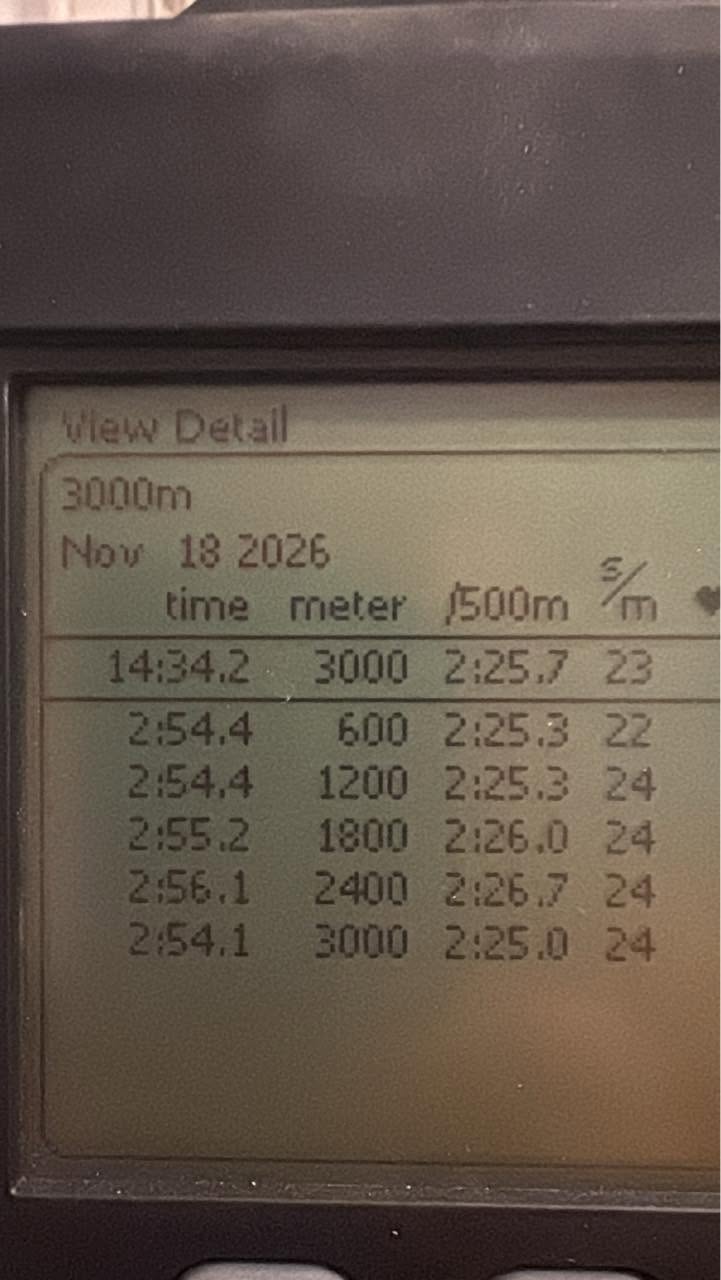 View Detail
3000m
Nov 18 2026
time meter /500m s/m ♥
14:34.2 3000 2:25.7 23
2:54.4 600 2:25.3 22
2:54.4 1200 2:25.3 24
2:55.2 1800 2:26.0 24
2:56.1 2400 2:26.7 24
2:54.1 3000 2:25.0 24